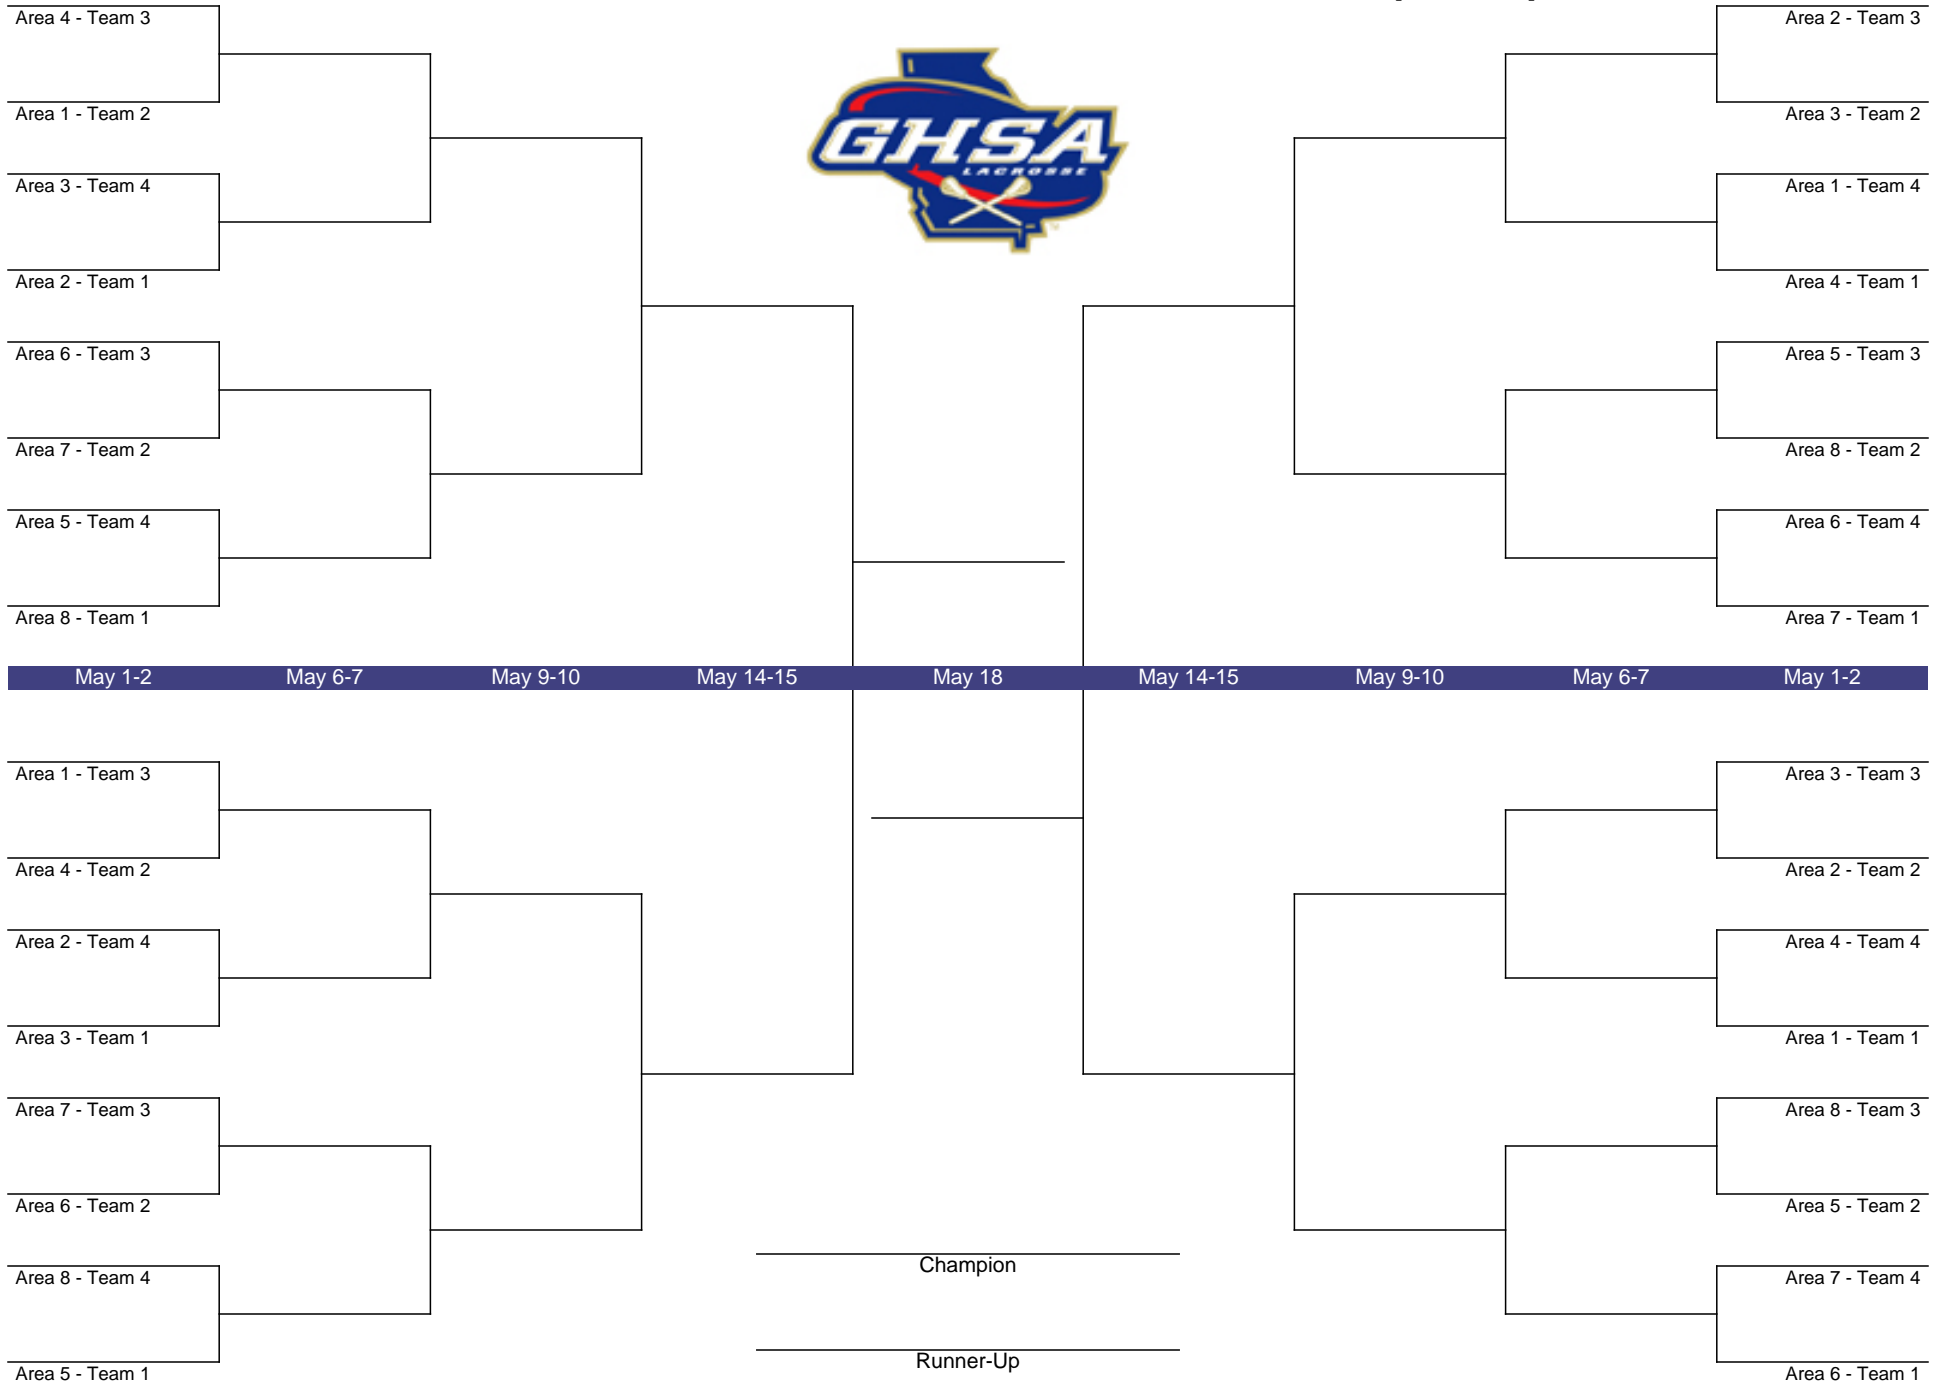 Area 4 - Team 3
Area 1 - Team 2
Area 3 - Team 4
Area 2 - Team 1
Area 6 - Team 3
Area 7 - Team 2
Area 5 - Team 4
Area 8 - Team 1
GHSA
LACROSSE
Area 2 - Team 3
Area 3 - Team 2
Area 1 - Team 4
Area 4 - Team 1
Area 5 - Team 3
Area 8 - Team 2
Area 6 - Team 4
Area 7 - Team 1
May 1-2 May 6-7 May 9-10 May 14-15 May 18 May 14-15 May 9-10 May 6-7 May 1-2
Area 1 - Team 3
Area 4 - Team 2
Area 2 - Team 4
Area 3 - Team 1
Area 7 - Team 3
Area 6 - Team 2
Area 8 - Team 4
Area 5 - Team 1
Champion
Runner-Up
Area 3 - Team 3
Area 2 - Team 2
Area 4 - Team 4
Area 1 - Team 1
Area 8 - Team 3
Area 5 - Team 2
Area 7 - Team 4
Area 6 - Team 1